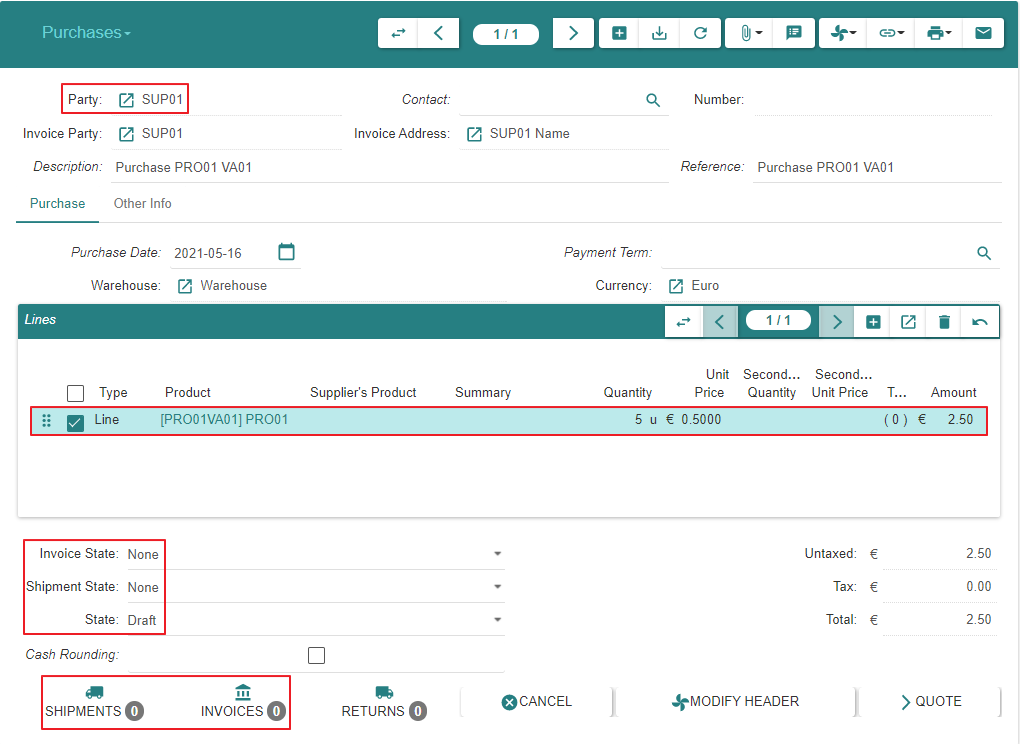 Purchases
1 / 1
Party: SUP01 Contact: Number:
Invoice Party: SUP01 Invoice Address: SUP01 Name
Description: Purchase PRO01 VA01 Reference: Purchase PRO01 VA01
Purchase Other Info
Purchase Date: 2021-05-16 Payment Term:
Warehouse: Warehouse Currency: Euro
Lines 1 / 1
Type Product Supplier's Product Summary Quantity Unit Price Second... Quantity Second... Unit Price T... Amount
Line [PRO01VA01] PRO01 5 u € 0.5000 ( 0 ) € 2.50
Invoice State: None Untaxed: € 2.50
Shipment State: None Tax: € 0.00
State: Draft Total: € 2.50
Cash Rounding:
SHIPMENTS 0 INVOICES 0 RETURNS 0 CANCEL MODIFY HEADER QUOTE